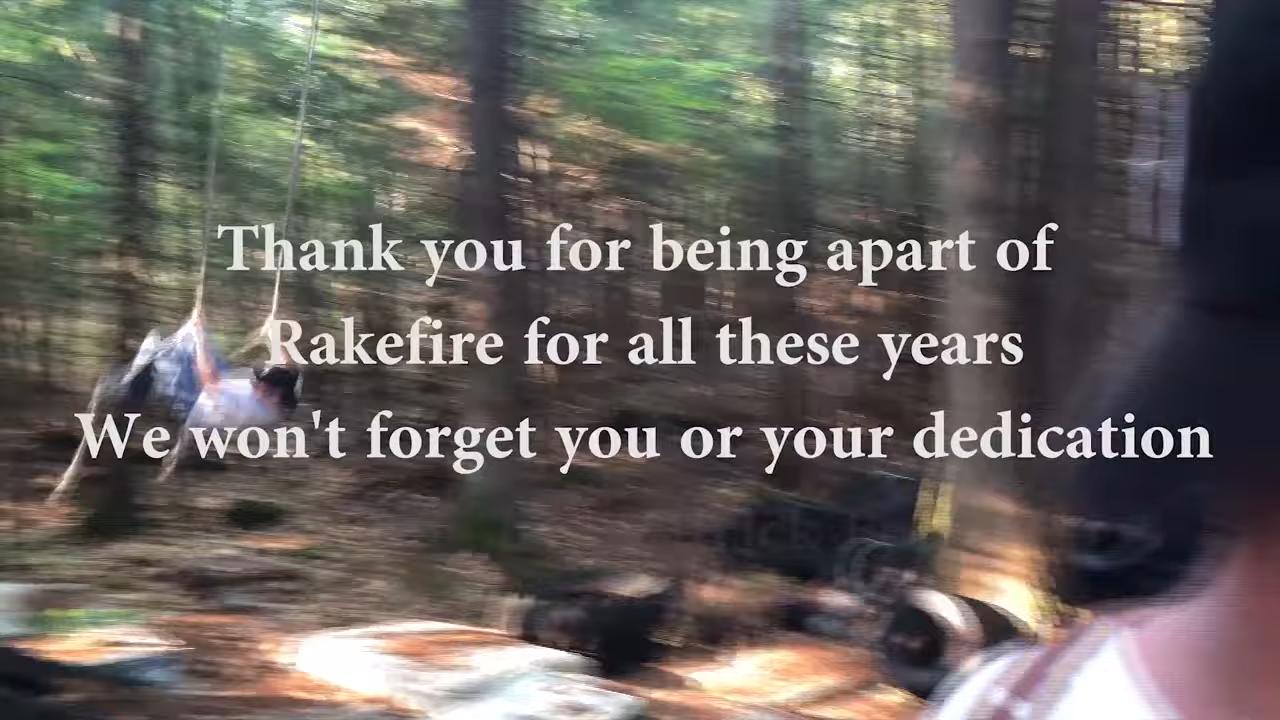 Thank you for being apart of
Rakefire for all these years
We won't forget you or your dedication